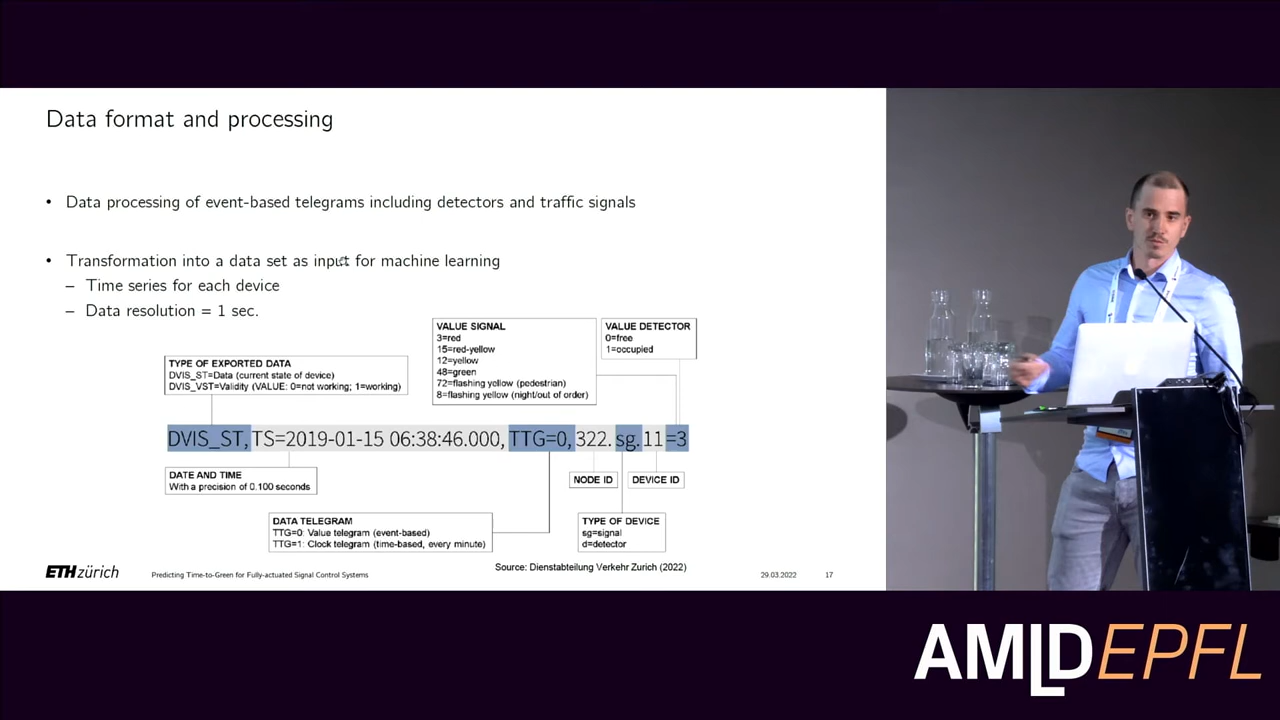 Data format and processing
• Data processing of event-based telegrams including detectors and traffic signals
• Transformation into a data set as input for machine learning
– Time series for each device
– Data resolution = 1 sec.
VALUE SIGNAL
3=red
15=red-yellow
12=yellow
48=green
72=flashing yellow (pedestrian)
8=flashing yellow (night/out of order)
VALUE DETECTOR
0=free
1=occupied
TYPE OF EXPORTED DATA
DVIS_ST=Data (current state of device)
DVIS_VST=Validity (VALUE: 0=not working; 1=working)
DVIS_ST, TS=2019-01-15 06:38:46.000, TTG=0, 322. sg. 11 =3
DATE AND TIME
With a precision of 0.100 seconds
NODE ID
DEVICE ID
DATA TELEGRAM
TTG=0: Value telegram (event-based)
TTG=1: Clock telegram (time-based, every minute)
TYPE OF DEVICE
sg=signal
d=detector
Source: Dienstabteilung Verkehr Zurich (2022)
ETH zürich
Predicting Time-to-Green for Fully-actuated Signal Control Systems
29.03.2022
17
AMLD EPFL